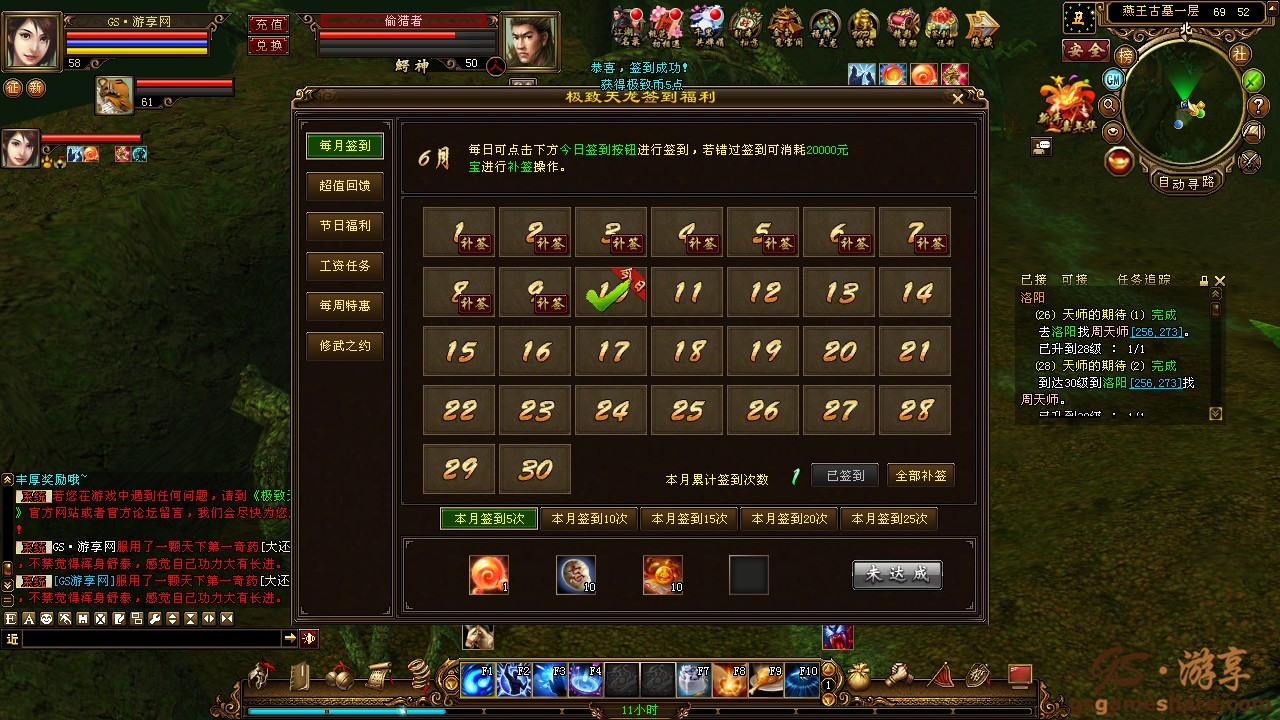 GS·游享网
58
充值
兑换
偷猎者
鳄神
50
燕王古墓一层 69 52
丑
安全
北
榜
社
GM
征
新
61
恭喜，签到成功!
获得极致币5点
极致天龙签到福利
自动寻路
每月签到
超值回馈
节日福利
工资任务
每周特惠
修武之约
6月
每日可点击下方今日签到按钮进行签到，若错过签到可消耗20000元
宝进行补签操作。
1 补签
2 补签
3 补签
4 补签
5 补签
6 补签
7 补签
8 补签
9 补签
11
12
13
14
15
16
17
18
19
20
21
22
23
24
25
26
27
28
29
30
本月累计签到次数 1
已签到
全部补签
本月签到5次
本月签到10次
本月签到15次
本月签到20次
本月签到25次
1
10
10
未达成
已接 可接 任务追踪
洛阳
(26) 天师的期待(1) 完成
去洛阳找周天师[256,273]。
已升到28级 : 1/1
(28) 天师的期待(2) 完成
到达30级到洛阳[256,273]找
周天师。
丰厚奖励哦~
系统 若您在游戏中遇到任何问题，请到《极致天
》官方网站或者官方论坛留言，我们会尽快为您
！
系统 GS·游享网服用了一颗天下第一奇药[大还
，不禁觉得浑身舒泰，感觉自己功力大有长进。
系统 [GS游享网]服用了一颗天下第一奇药[大还
，不禁觉得浑身舒泰，感觉自己功力大有长进。
近
F1
F2
F3
F4
F7
F8
F9
F10
1
11小时
·游享